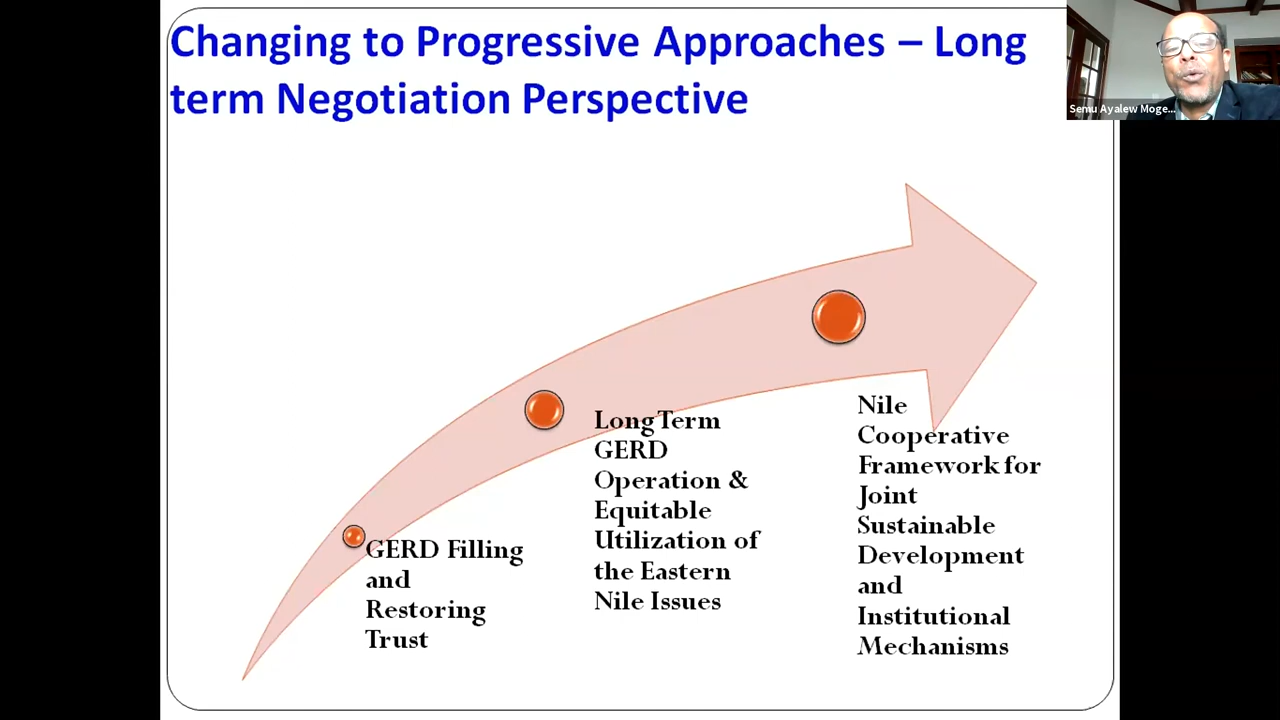 Changing to Progressive Approaches – Long
term Negotiation Perspective
Semu Ayalew Moge...
GERD Filling
and
Restoring
Trust
Long Term
GERD
Operation &
Equitable
Utilization of
the Eastern
Nile Issues
Nile
Cooperative
Framework for
Joint
Sustainable
Development
and
Institutional
Mechanisms